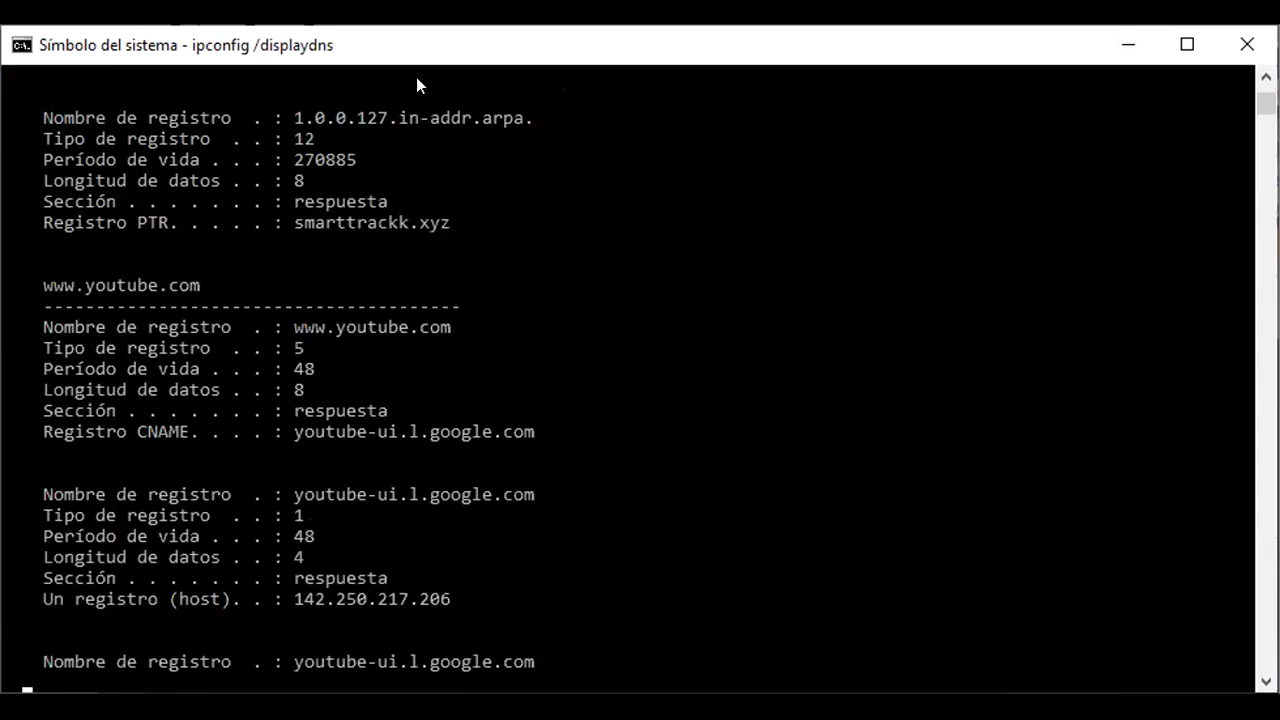 Símbolo del sistema - ipconfig /displaydns
Nombre de registro  . : 1.0.0.127.in-addr.arpa.
Tipo de registro  . . : 12
Período de vida . . . : 270885
Longitud de datos . . : 8
Sección . . . . . . . : respuesta
Registro PTR. . . . . : smarttrackk.xyz
www.youtube.com
----------------------------------------
Nombre de registro  . : www.youtube.com
Tipo de registro  . . : 5
Período de vida . . . : 48
Longitud de datos . . : 8
Sección . . . . . . . : respuesta
Registro CNAME. . . . : youtube-ui.l.google.com
Nombre de registro  . : youtube-ui.l.google.com
Tipo de registro  . . : 1
Período de vida . . . : 48
Longitud de datos . . : 4
Sección . . . . . . . : respuesta
Un registro (host). . : 142.250.217.206
Nombre de registro  . : youtube-ui.l.google.com